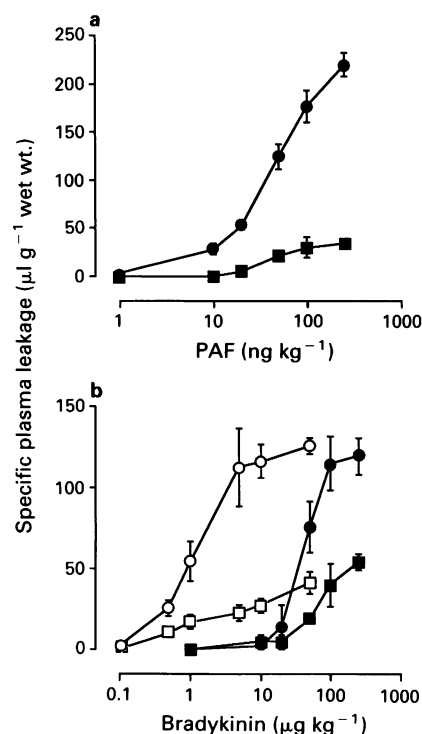 a
250
200
150
100
50
0
1 10 100 1000
PAF (ng kg⁻¹)
Specific plasma leakage (µl g⁻¹ wet wt.)
b
150
100
50
0
0.1 1 10 100 1000
Bradykinin (µg kg⁻¹)